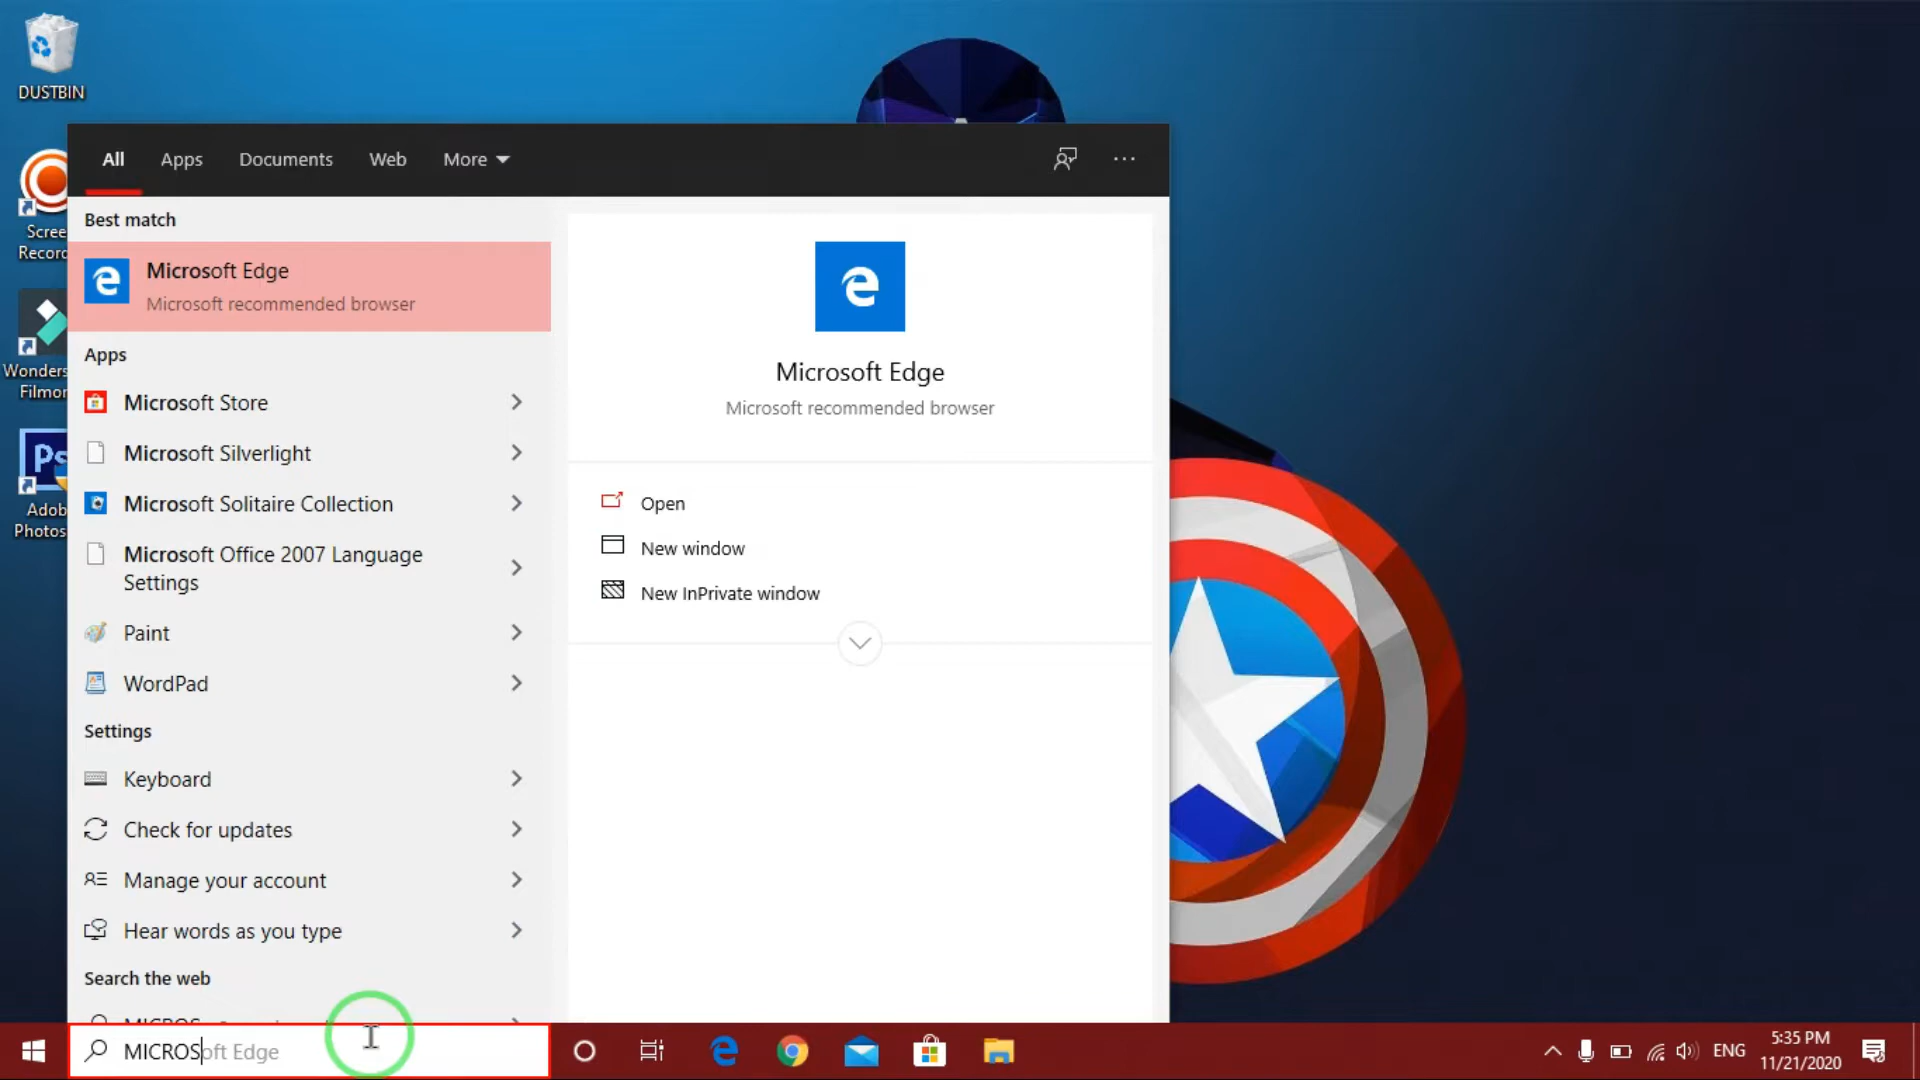 DUSTBIN
Scree
Recor
Wonders
Filmor
Ps
Adob
Photos
All Apps Documents Web More
Best match
Microsoft Edge
Microsoft recommended browser
Apps
Microsoft Store
Microsoft Silverlight
Microsoft Solitaire Collection
Microsoft Office 2007 Language
Settings
Paint
WordPad
Settings
Keyboard
Check for updates
Manage your account
Hear words as you type
Search the web
MICROS
Microsoft Edge
Microsoft recommended browser
Open
New window
New InPrivate window
MICROSoft Edge
ENG
5:35 PM
11/21/2020